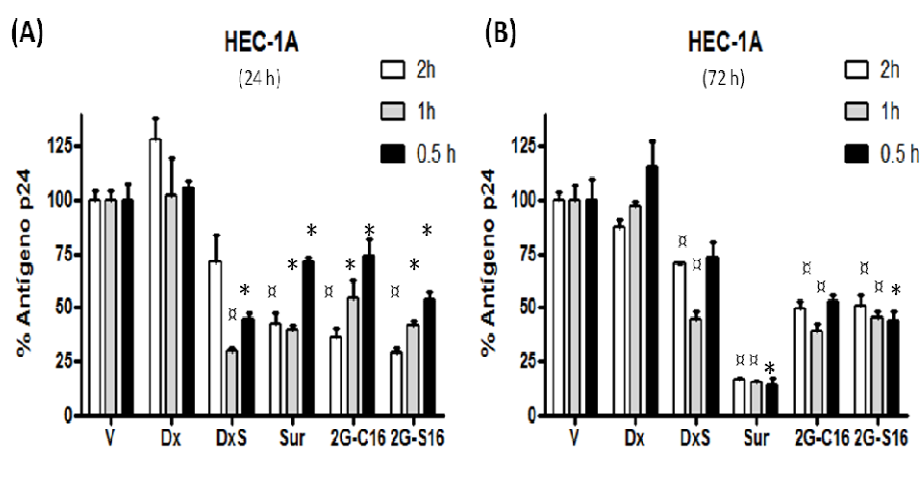 (A)
HEC-1A
(24 h)
2h
1h
0.5 h
% Antígeno p24
125
100
75
50
25
0
¤ * ¤ * * ¤ * * ¤ * *
V Dx DxS Sur 2G-C16 2G-S16
(B)
HEC-1A
(72 h)
2h
1h
0.5 h
% Antígeno p24
125
100
75
50
25
0
¤ ¤ ¤ ¤ * ¤ ¤ ¤ ¤ *
V Dx DxS Sur 2G-C16 2G-S16